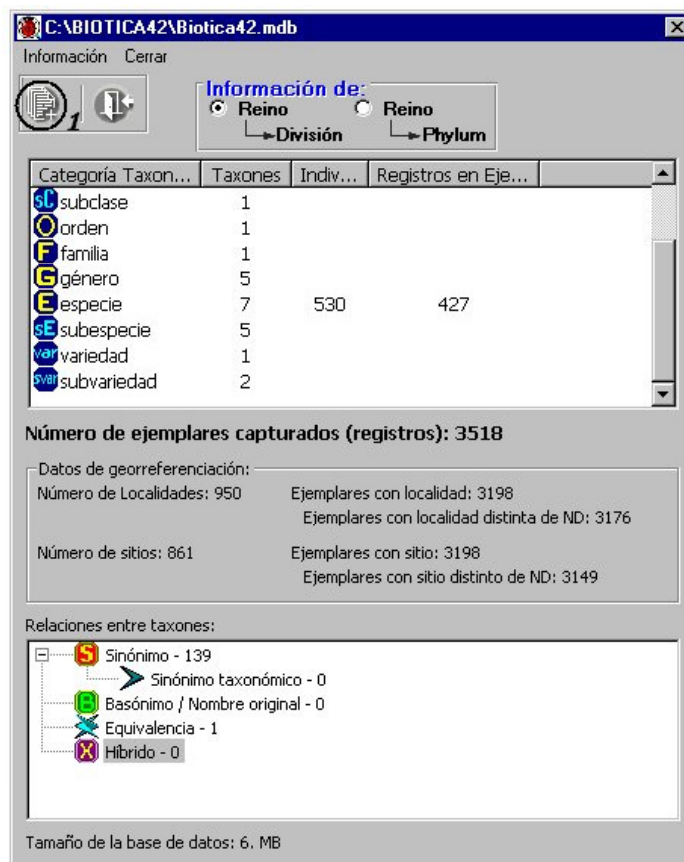 C:\BIOTICA42\Biotica42.mdb
Información Cerrar
1
Información de:
Reino Reino
División Phylum
Categoría Taxon... Taxones Indiv... Registros en Eje...
sC subclase 1
O orden 1
F familia 1
G género 5
E especie 7 530 427
sE subespecie 5
var variedad 1
svar subvariedad 2
Número de ejemplares capturados (registros): 3518
Datos de georreferenciación:
Número de Localidades: 950 Ejemplares con localidad: 3198
Ejemplares con localidad distinta de ND: 3176
Número de sitios: 861 Ejemplares con sitio: 3198
Ejemplares con sitio distinto de ND: 3149
Relaciones entre taxones:
S Sinónimo - 139
Sinónimo taxonómico - 0
B Basónimo / Nombre original - 0
Equivalencia - 1
X Híbrido - 0
Tamaño de la base de datos: 6. MB